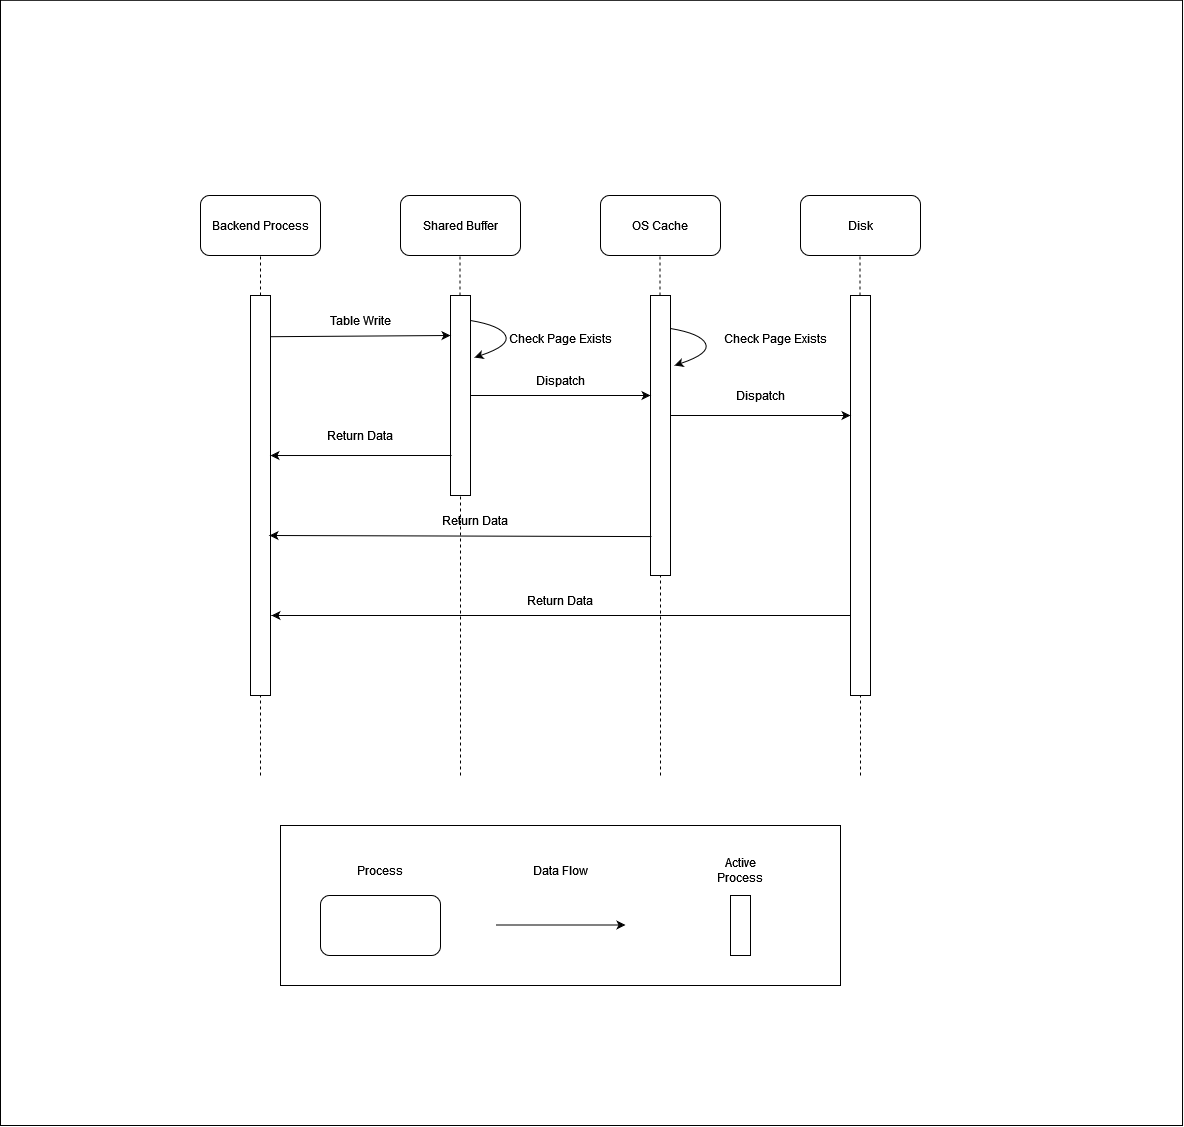 Backend Process
Shared Buffer
OS Cache
Disk
Table Write
Check Page Exists
Check Page Exists
Dispatch
Dispatch
Return Data
Return Data
Return Data
Process
Data Flow
Active
Process